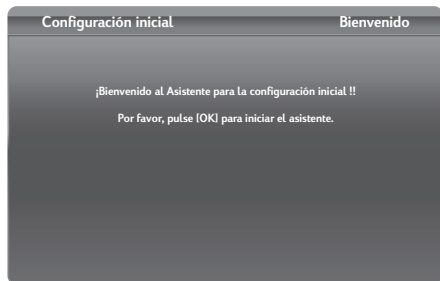 Configuración inicial Bienvenido
¡Bienvenido al Asistente para la configuración inicial !!
Por favor, pulse [OK] para iniciar el asistente.